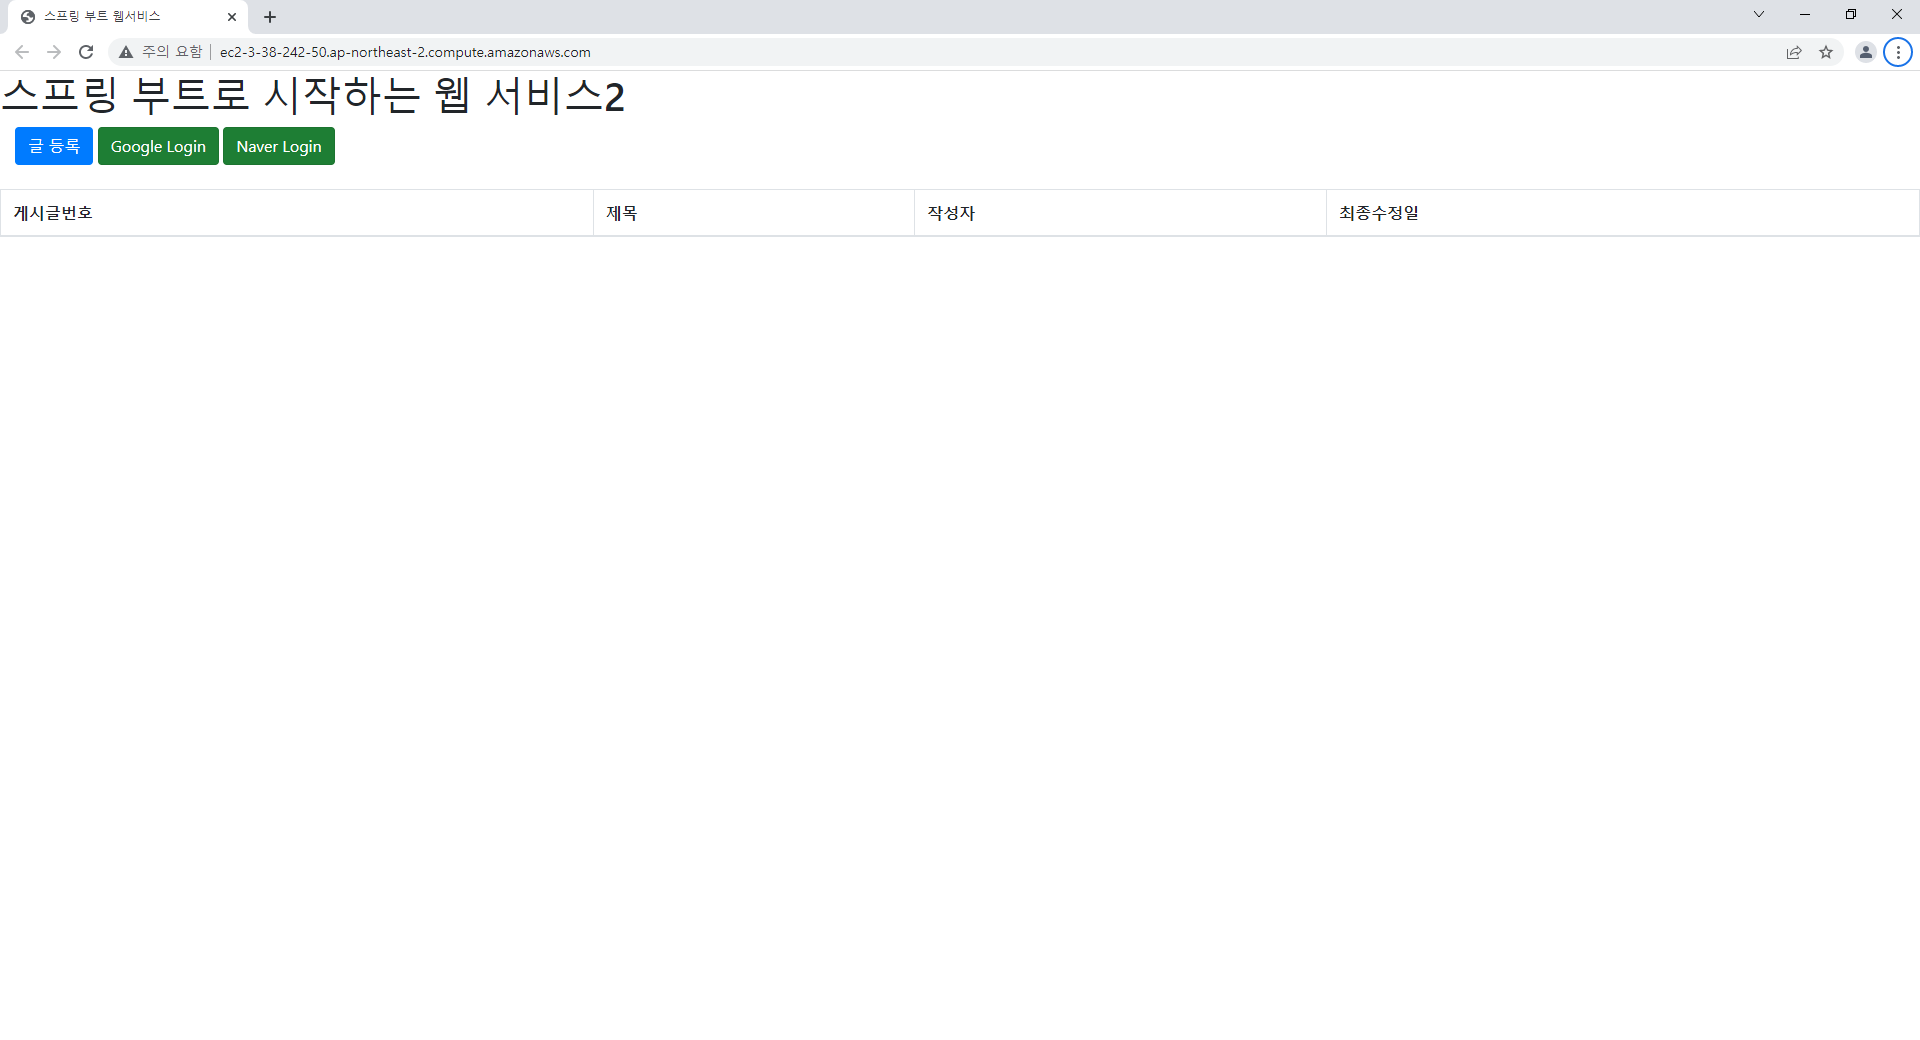 스프링 부트 웹서비스
주의 요함 ec2-3-38-242-50.ap-northeast-2.compute.amazonaws.com
스프링 부트로 시작하는 웹 서비스2
글 등록 Google Login Naver Login
게시글번호 제목 작성자 최종수정일